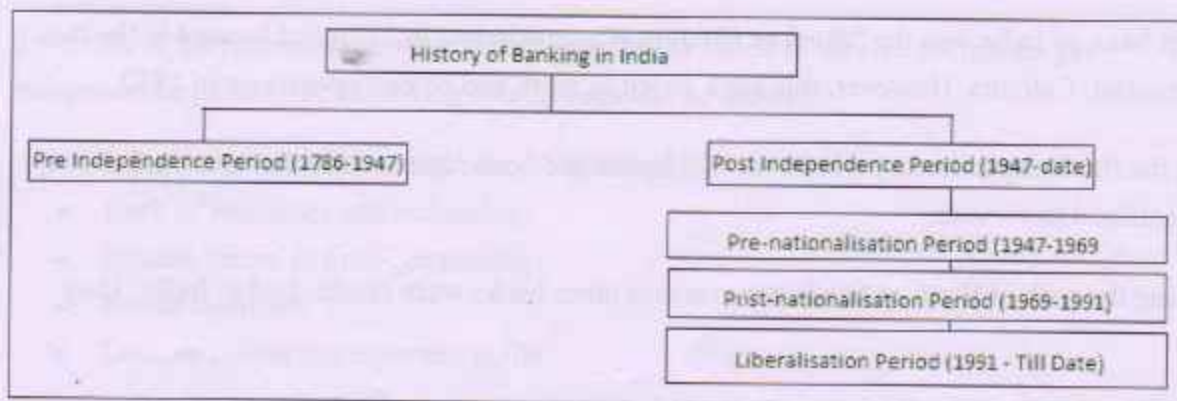 History of Banking in India
Pre Independence Period (1786-1947)
Post Independence Period (1947-date)
Pre-nationalisation Period (1947-1969
Post-nationalisation Period (1969-1991)
Liberalisation Period (1991 - Till Date)